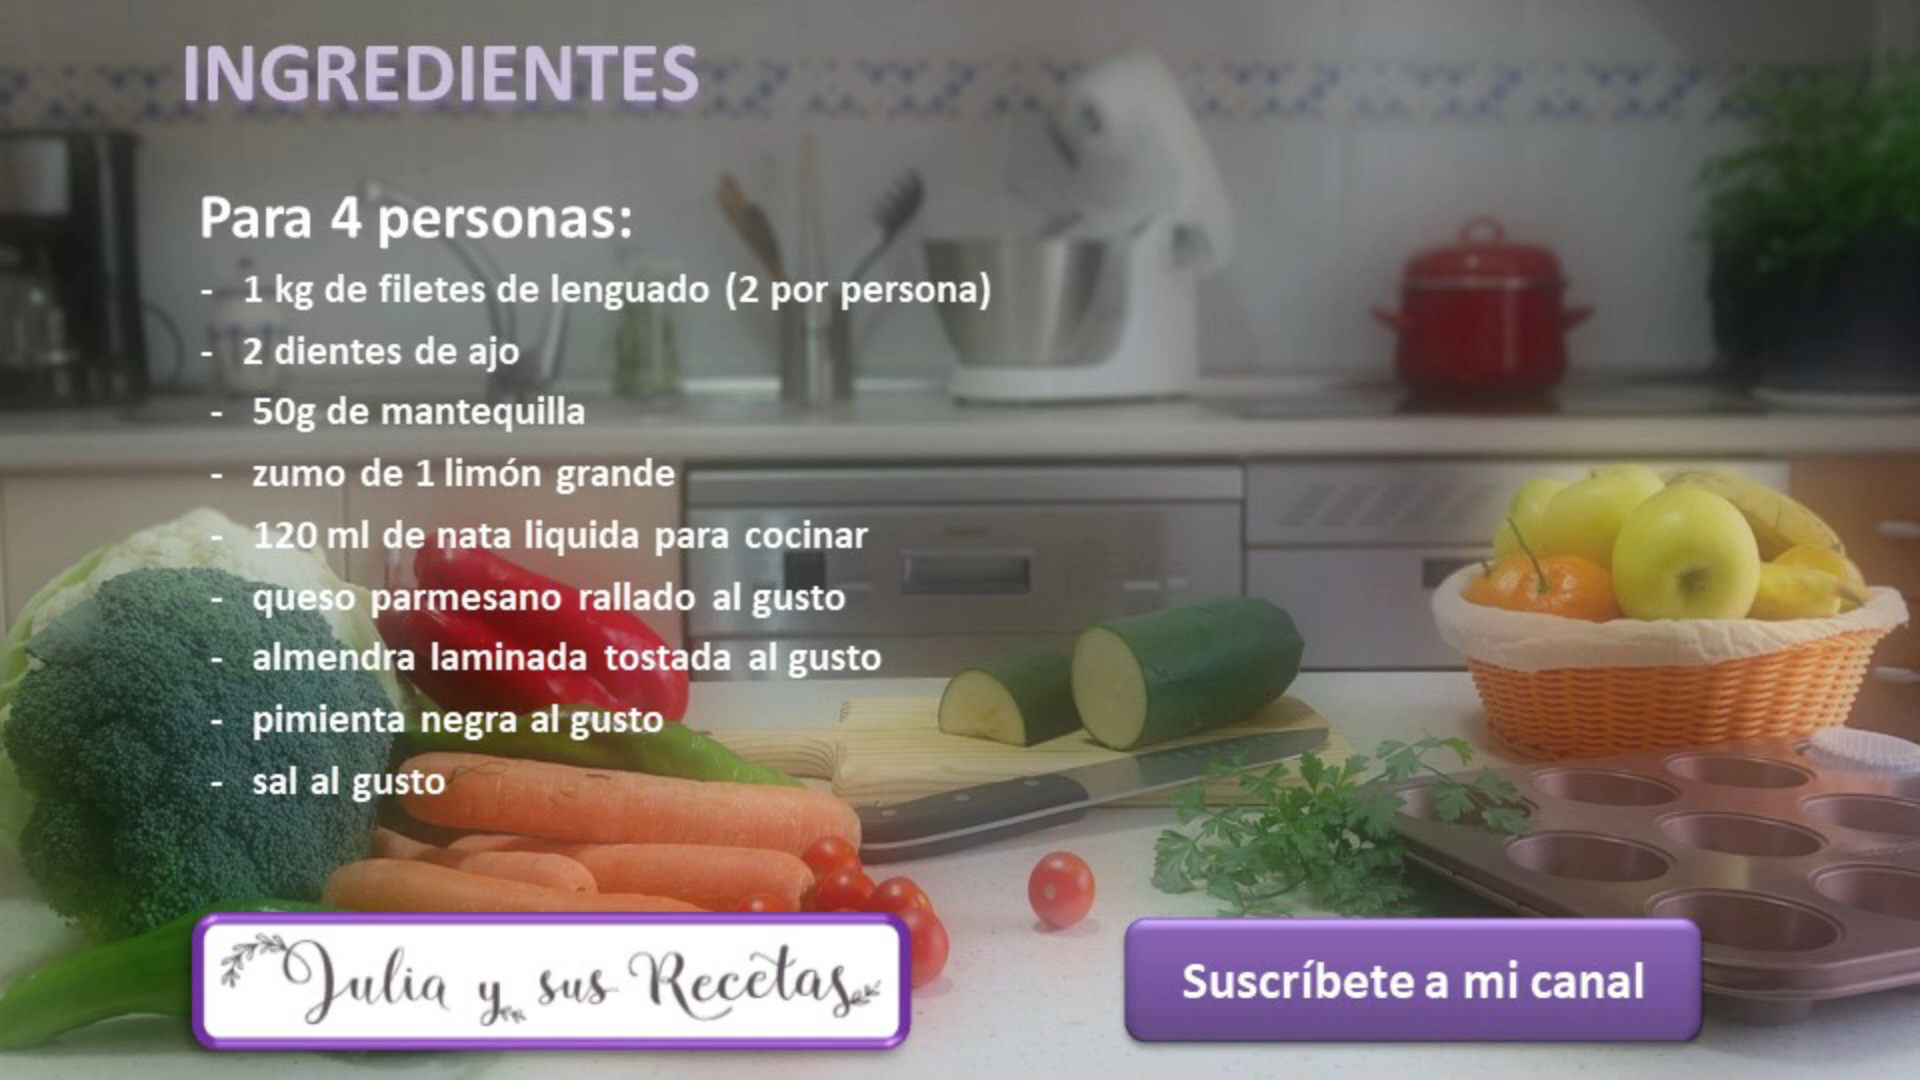 INGREDIENTES
Para 4 personas:
- 1 kg de filetes de lenguado (2 por persona)
- 2 dientes de ajo
- 50g de mantequilla
- zumo de 1 limón grande
- 120 ml de nata liquida para cocinar
- queso parmesano rallado al gusto
- almendra laminada tostada al gusto
- pimienta negra al gusto
- sal al gusto
Julia y sus Recetas
Suscríbete a mi canal